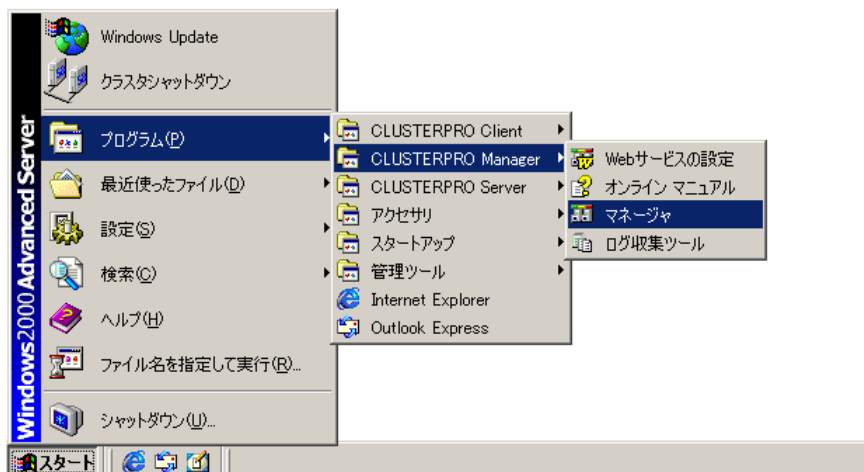 Windows Update
クラスタシャットダウン
プログラム(P)
最近使ったファイル(D)
設定(S)
検索(C)
ヘルプ(H)
ファイル名を指定して実行(R)...
シャットダウン(U)...
Windows2000 Advanced Server
CLUSTERPRO Client
CLUSTERPRO Manager
CLUSTERPRO Server
アクセサリ
スタートアップ
管理ツール
Internet Explorer
Outlook Express
Webサービスの設定
オンライン マニュアル
マネージャ
ログ収集ツール
スタート